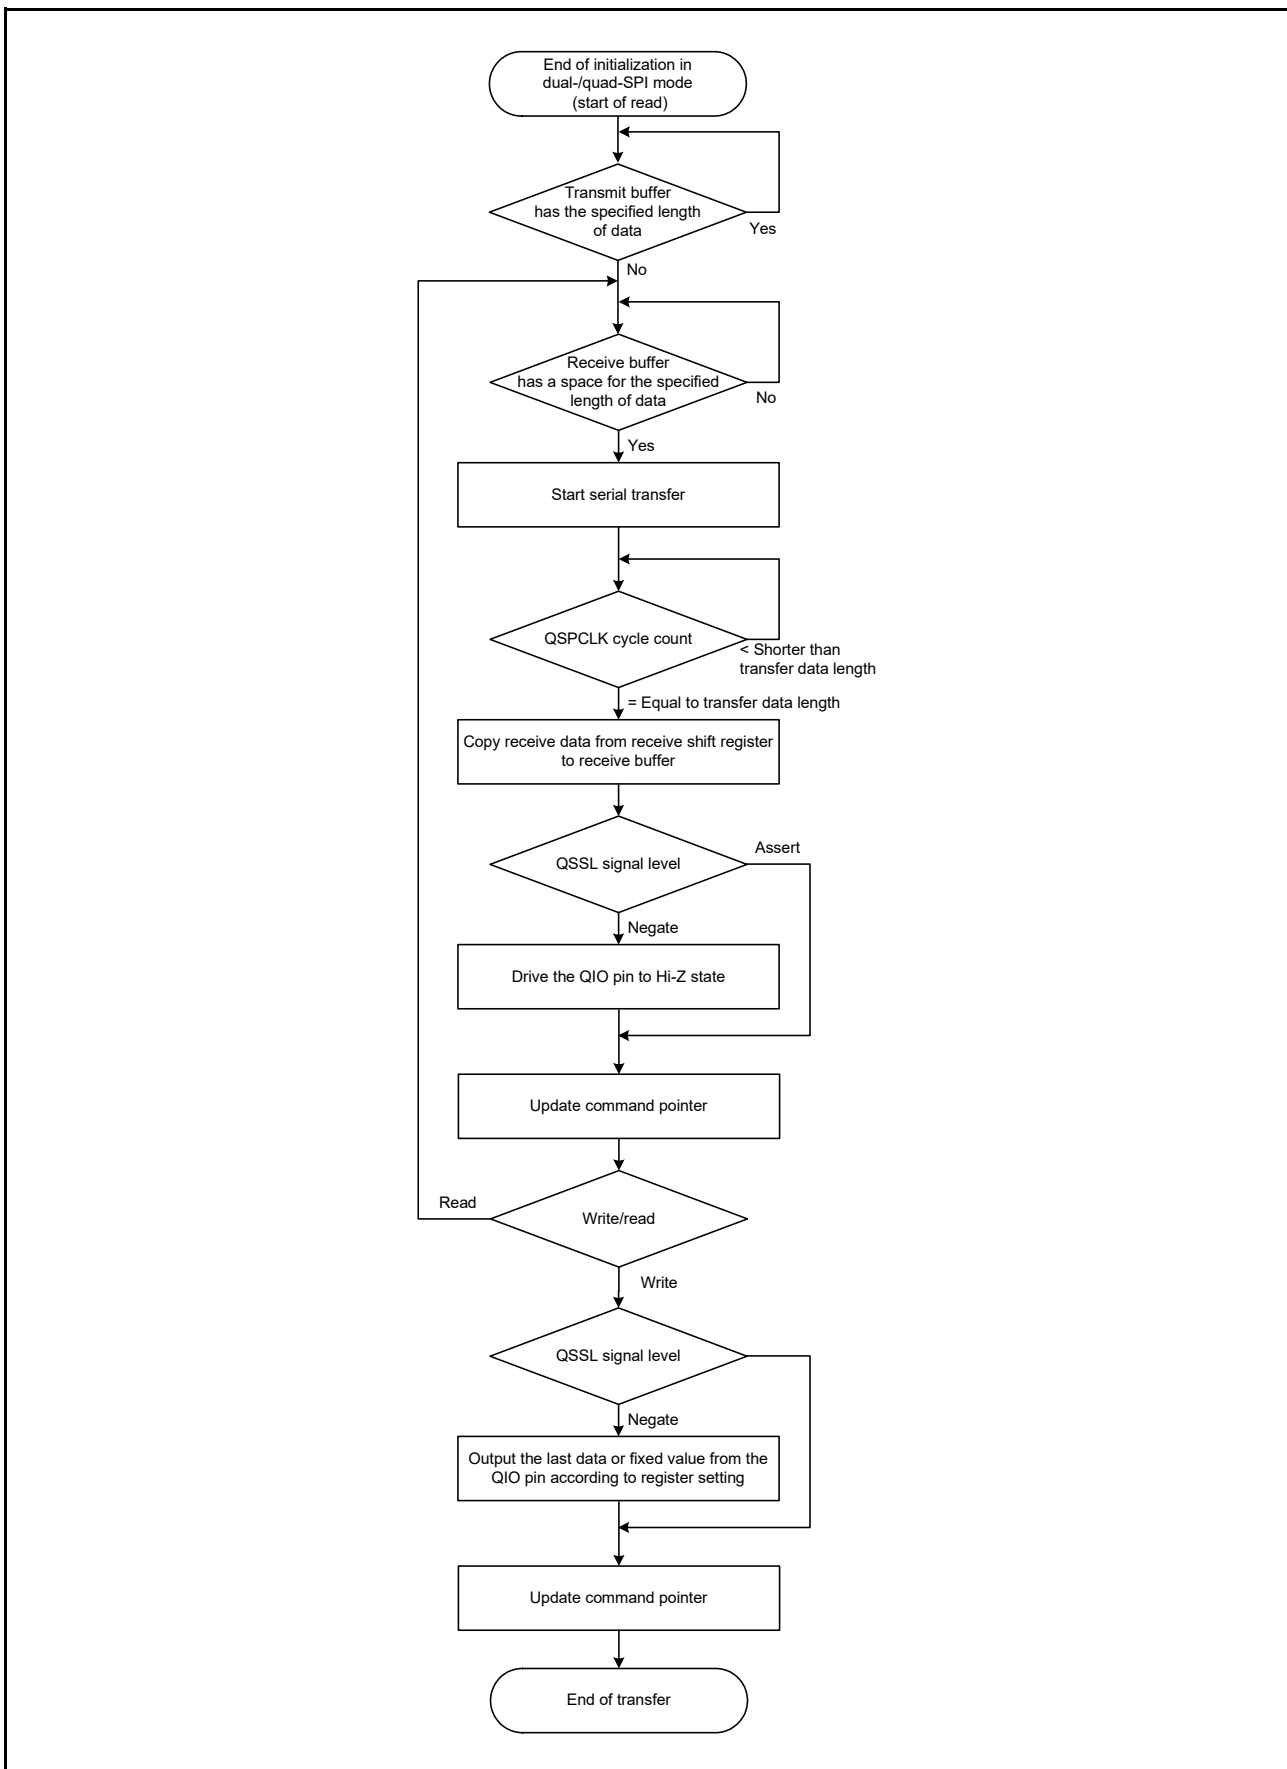 End of initialization in
dual-/quad-SPI mode
(start of read)
Transmit buffer
has the specified length
of data
Yes
No
Receive buffer
has a space for the specified
length of data
No
Yes
Start serial transfer
QSPCLK cycle count
< Shorter than
transfer data length
= Equal to transfer data length
Copy receive data from receive shift register
to receive buffer
Assert
QSSL signal level
Negate
Drive the QIO pin to Hi-Z state
Update command pointer
Read
Write/read
Write
QSSL signal level
Negate
Output the last data or fixed value from the
QIO pin according to register setting
Update command pointer
End of transfer